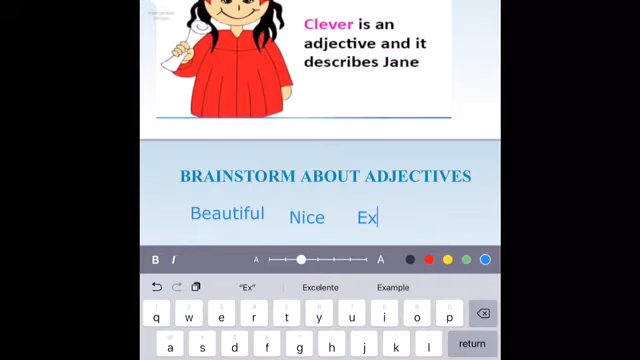 Clever is an
adjective and it
describes Jane
BRAINSTORM ABOUT ADJECTIVES
Beautiful Nice Ex
B I A A
"Ex" Excelente Example
q w e r t y u i o p
a s d f g h j k l return